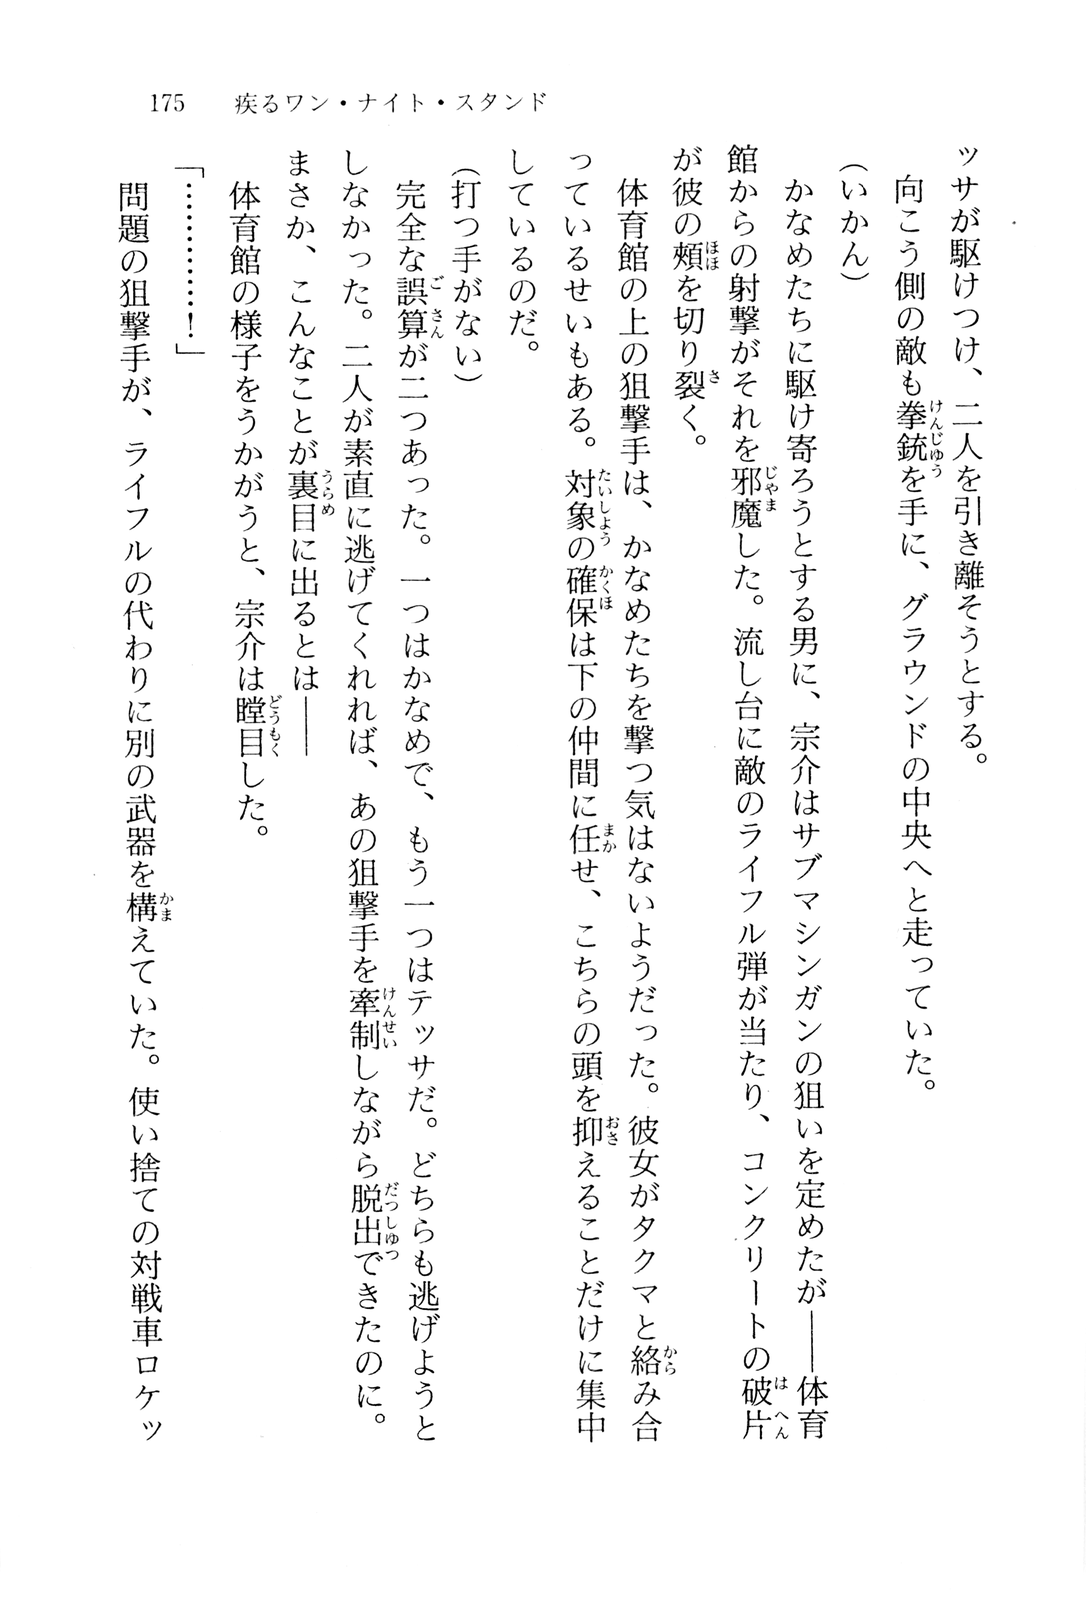 175　疾るワン・ナイト・スタンド
ッサが駆けつけ、二人を引き離そうとする。
向こう側の敵も拳銃を手に、グラウンドの中央へと走っていた。
（いかん）
かなめたちに駆け寄ろうとする男に、宗介はサブマシンガンの狙いを定めたが――体育
館からの射撃がそれを邪魔した。流し台に敵のライフル弾が当たり、コンクリートの破片
が彼の頰を切り裂く。
体育館の上の狙撃手は、かなめたちを撃つ気はないようだった。彼女がタクマと絡み合
っているせいもある。対象の確保は下の仲間に任せ、こちらの頭を抑えることだけに集中
しているのだ。
（打つ手がない）
完全な誤算が二つあった。一つはかなめで、もう一つはテッサだ。どちらも逃げようと
しなかった。二人が素直に逃げてくれれば、あの狙撃手を牽制しながら脱出できたのに。
まさか、こんなことが裏目に出るとは――
体育館の様子をうかがうと、宗介は瞠目した。
「…………！」
問題の狙撃手が、ライフルの代わりに別の武器を構えていた。使い捨ての対戦車ロケッ